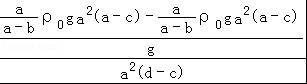 a/(a−b) ρ₀ga²(a−c) − a/(a−b) ρ₀ga²(a−c)
g
a²(d−c)